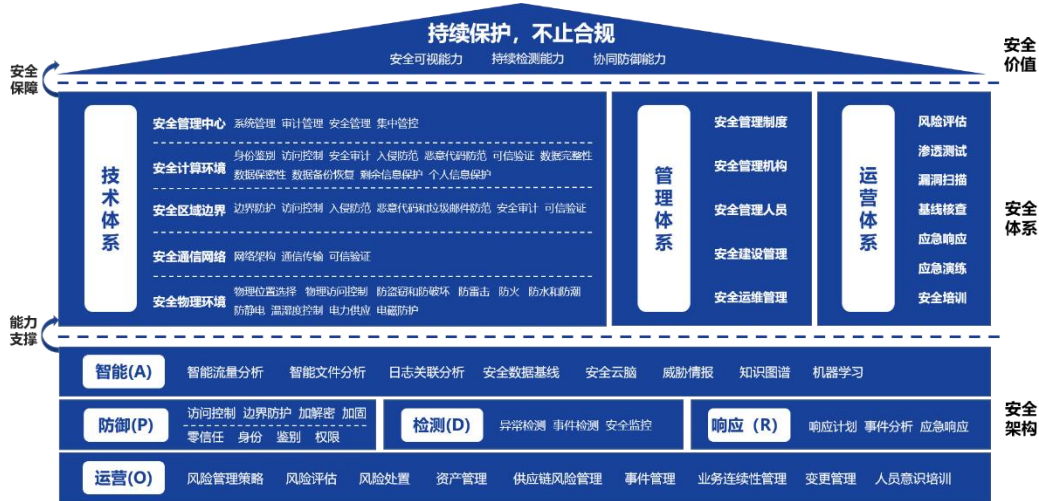 持续保护，不止合规
安全可视能力 持续检测能力 协同防御能力
安全
价值
安全
保障
技术体系
安全管理中心 系统管理 审计管理 安全管理 集中管控
安全计算环境 身份鉴别 访问控制 安全审计 入侵防范 恶意代码防范 可信验证 数据完整性
数据保密性 数据备份恢复 剩余信息保护 个人信息保护
安全区域边界 边界防护 访问控制 入侵防范 恶意代码和垃圾邮件防范 安全审计 可信验证
安全通信网络 网络架构 通信传输 可信验证
安全物理环境 物理位置选择 物理访问控制 防盗窃和防破坏 防雷击 防火 防水和防潮
防静电 温湿度控制 电力供应 电磁防护
管理体系
安全管理制度
安全管理机构
安全管理人员
安全建设管理
安全运维管理
运营体系
风险评估
渗透测试
漏洞扫描
基线核查
应急响应
应急演练
安全培训
安全
体系
能力
支撑
智能(A) 智能流量分析 智能文件分析 日志关联分析 安全数据基线 安全云脑 威胁情报 知识图谱 机器学习
防御(P) 访问控制 边界防护 加解密 加固
零信任 身份 鉴别 权限
检测(D) 异常检测 事件检测 安全监控
响应（R) 响应计划 事件分析 应急响应
运营(O) 风险管理策略 风险评估 风险处置 资产管理 供应链风险管理 事件管理 业务连续性管理 变更管理 人员意识培训
安全
架构